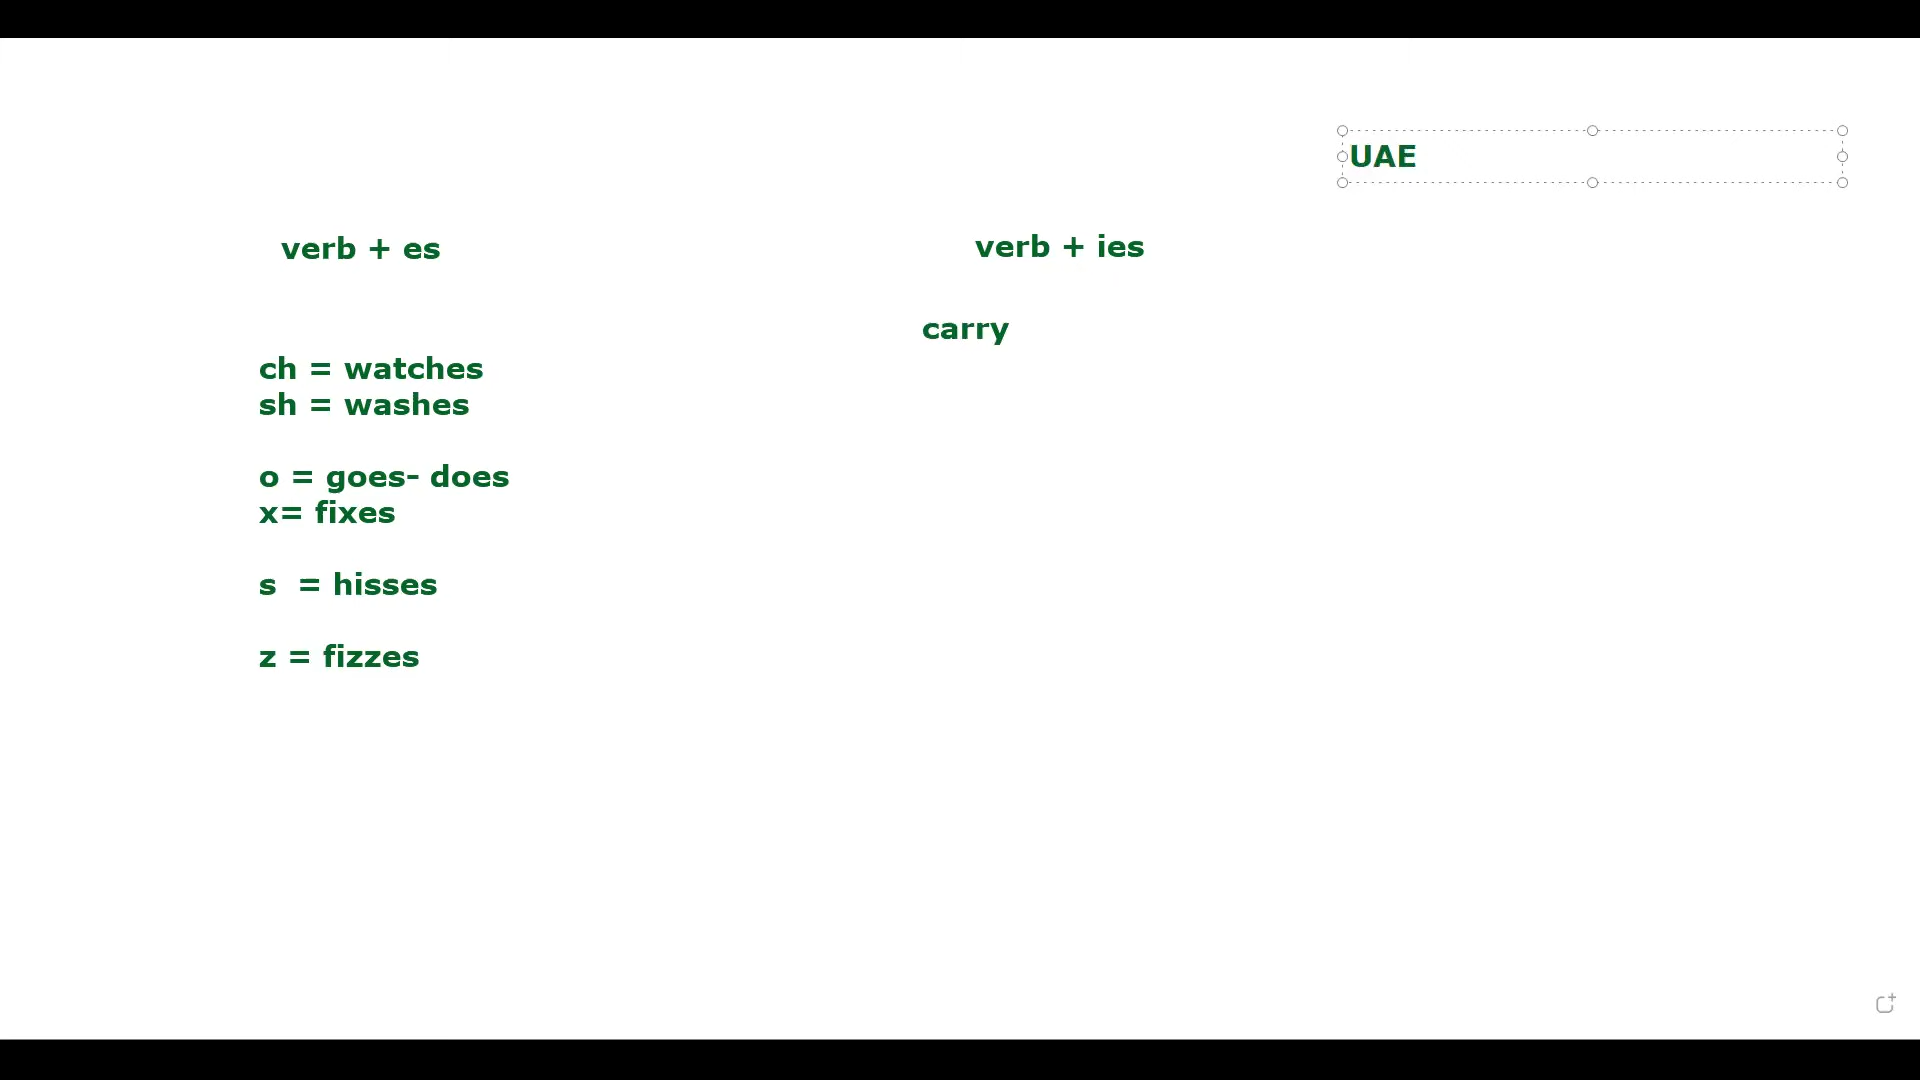 UAE
verb + es
verb + ies
carry
ch = watches
sh = washes
o = goes- does
x= fixes
s  = hisses
z = fizzes